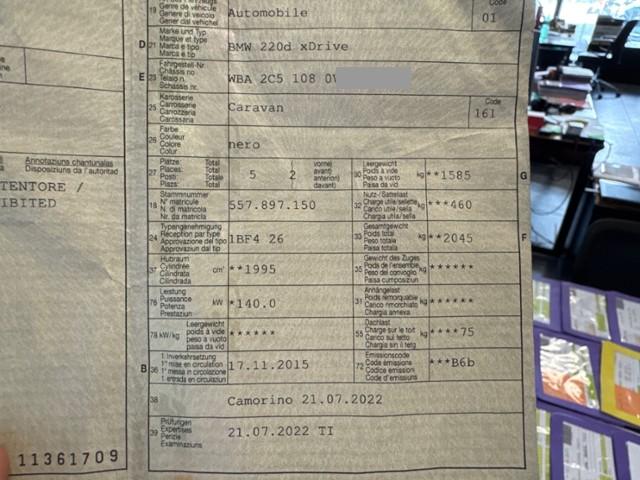 19 Genre de véhicule Automobile Code
Genere di veicolo
Gener dal vehichel 01
Marke und Typ
D 21 Marque et type BMW 220d xDrive
Marca e tipo
Marca e tip
Fahrgestell-Nr.
E 23 Châssis no WBA 2C5 108 0V
Telaio n.
Schassis nr.
Karosserie Code
25 Carrosserie Caravan 161
Carrozzeria
Carossaria
Farbe
26 Couleur nero
Colore
Colur
Annotazioni cantonali
Annotaziuns chantunalas
Disposiziuns da l'autoritad
TENTORE /
IBITED
Plätze: Total vorne) Leergewicht
27 Places: Total 5 2 avant) 30 Poids à vide kg **1585 G
Posti: Totale anteriori) Peso a vuoto
Plazs: Total davant) Paisa da vid
Stammnummer Nutz-/Sattellast
18 N° matricule 557.897.150 32 Charge utile/sellette kg ***460
N. di matricola Carico utile/sella
Nr. da matricla Chargia utila/sella
Typengenehmigung Gesamtgewicht
24 Réception par type 1BF4 26 33 Poids total kg **2045 F
Approvazione del tipo Peso totale
Approvaziun dal tip Paisa totala
Hubraum Gewicht des Zuges
37 Cylindrée cm³ **1995 35 Poids de l'ensemble kg ******
Cilindrata Peso del convoglio
Cilindrada Paisa cumposiziun
Leistung Anhängelast
76 Puissance kW *140.0 31 Poids remorquable kg ******
Potenza Carico rimorchiato
Prestaziun Chargia annexa
Leergewicht Dachlast
78 kW/kg poids à vide ****** 55 Charge sur le toit kg ****75
peso a vuoto Carico sul tetto
paisa da vid Chargia sin il tetg
1. Inverkehrsetzung Emissionscode
B 36 1re mise en circulation 17.11.2015 72 Code émissions ***B6b
1a messa in circolazione Codice emissioni
1. entrada en circulaziun Code d'emissiuns
38 Camorino 21.07.2022
Prüfungen
39 Expertises 21.07.2022 TI
Perizie
Examinaziuns
11361709